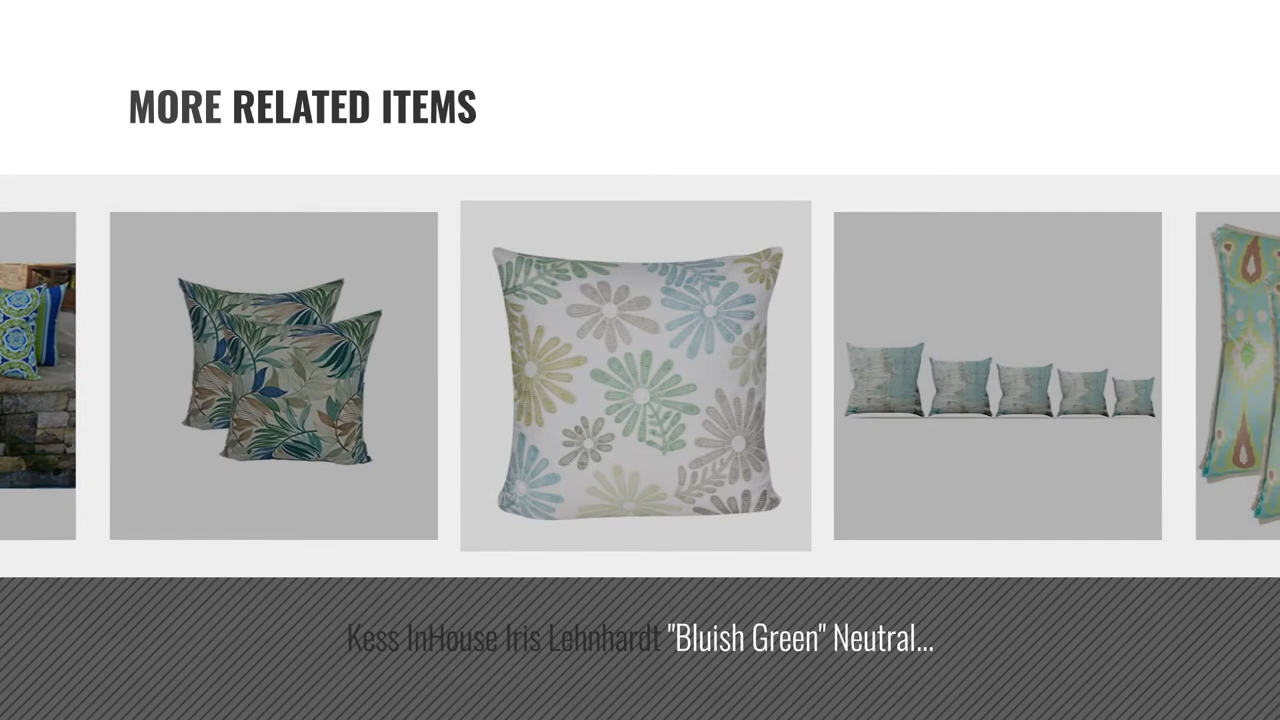 MORE RELATED ITEMS
Kess InHouse Iris Lehnhardt "Bluish Green" Neutral...